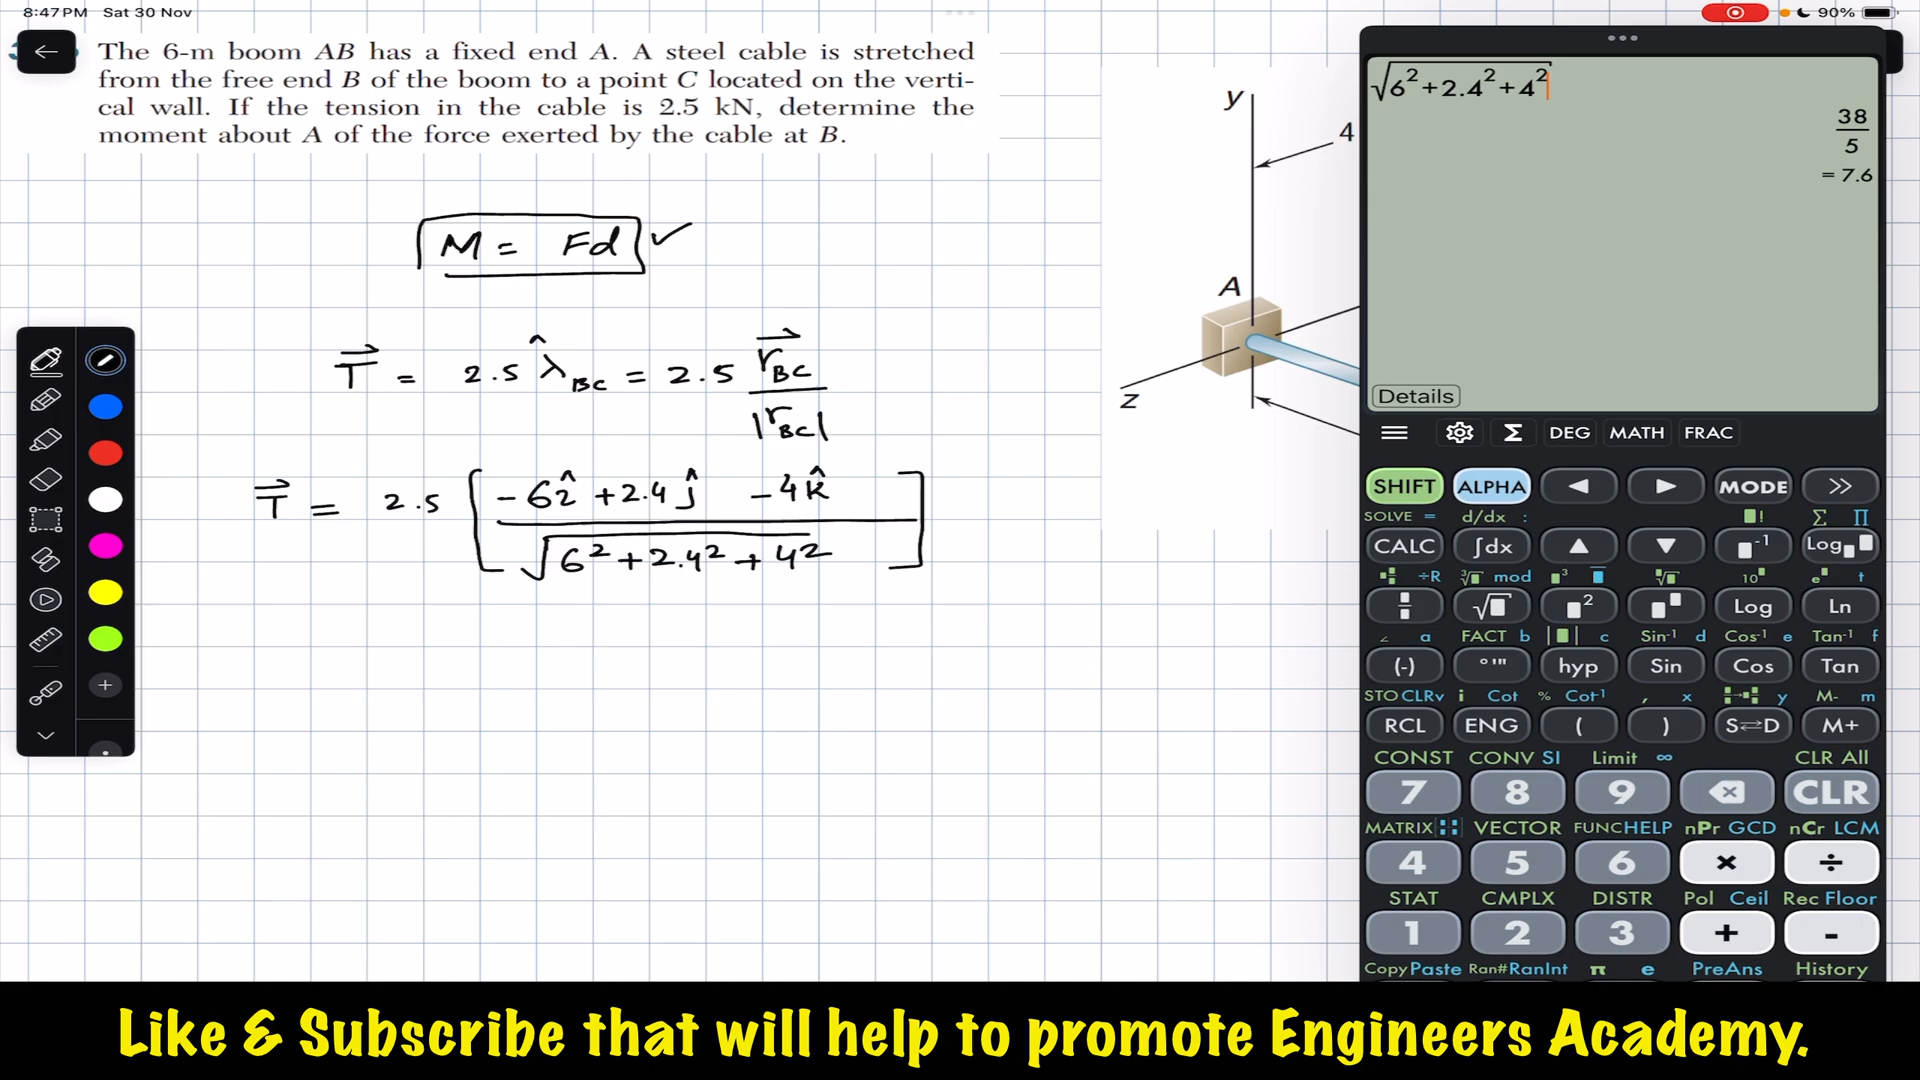 8:47 PM Sat 30 Nov
90%
The 6-m boom AB has a fixed end A. A steel cable is stretched
from the free end B of the boom to a point C located on the verti-
cal wall. If the tension in the cable is 2.5 kN, determine the
moment about A of the force exerted by the cable at B.
M = Fd ✓
T⃗ = 2.5 λ̂BC = 2.5 r⃗BC / |rBC|
T⃗ = 2.5 [ -6î + 2.4ĵ - 4k̂ / √6² + 2.4² + 4² ]
y
4
A
z
√6²+2.4²+4²
38
5
= 7.6
Details
DEG MATH FRAC
SHIFT ALPHA ◀ ▶ MODE >>
SOLVE = d/dx : ■! Σ Π
CALC ∫dx ▲ ▼ ■⁻¹ Log
÷R mod 10 e t
√■ ■² Log Ln
∠ a FACT b |■| c Sin⁻¹ d Cos⁻¹ e Tan⁻¹ f
(-) °'" hyp Sin Cos Tan
STO CLRv i Cot % Cot⁻¹ , x y M- m
RCL ENG ( ) S⇄D M+
CONST CONV SI Limit ∞ CLR All
7 8 9 CLR
MATRIX VECTOR FUNC HELP nPr GCD nCr LCM
4 5 6 × ÷
STAT CMPLX DISTR Pol Ceil Rec Floor
1 2 3 + -
Copy Paste Ran# RanInt π e PreAns History
Like & Subscribe that will help to promote Engineers Academy.